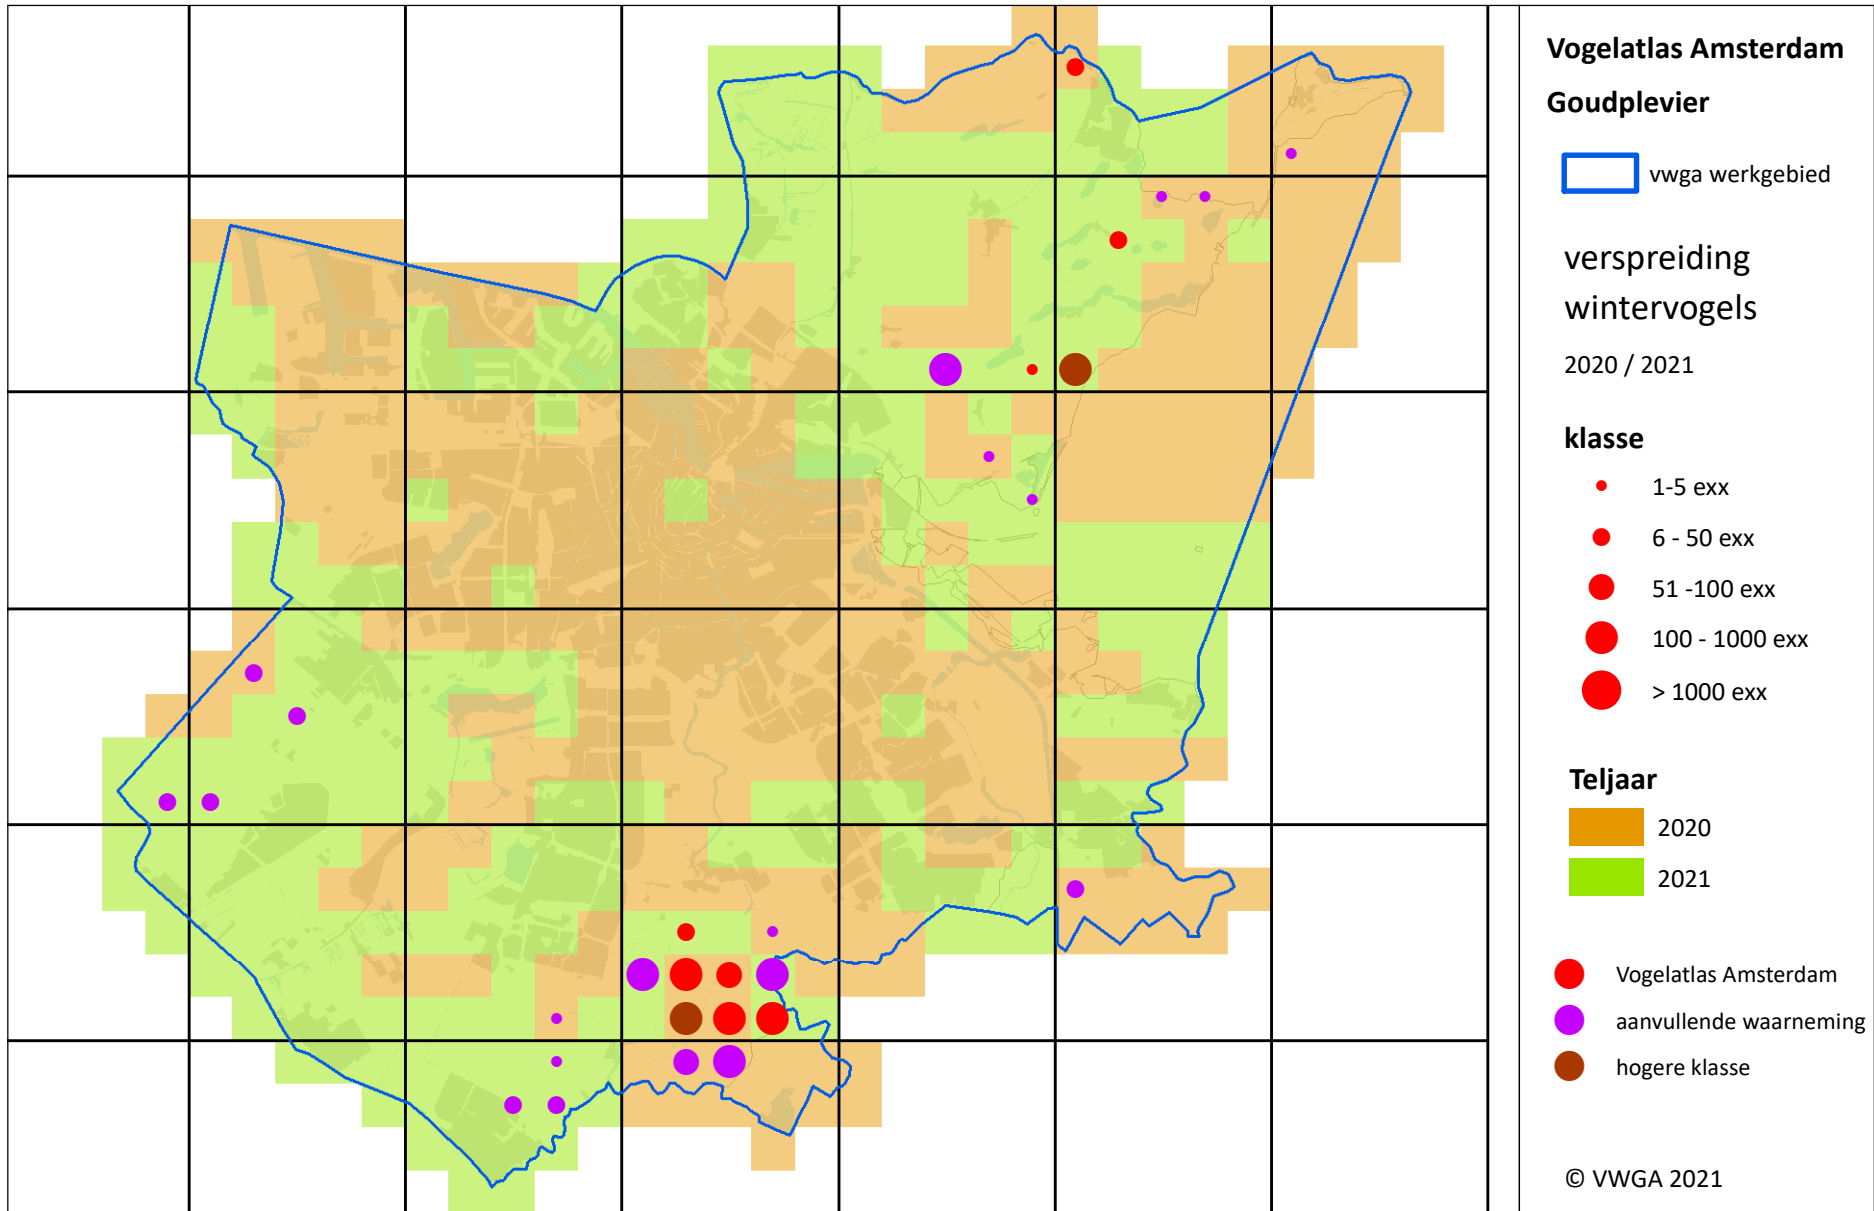 Vogelatlas Amsterdam
Goudplevier
vwga werkgebied
verspreiding
wintervogels
2020 / 2021
klasse
1-5 exx
6 - 50 exx
51 -100 exx
100 - 1000 exx
> 1000 exx
Teljaar
2020
2021
Vogelatlas Amsterdam
aanvullende waarneming
hogere klasse
© VWGA 2021